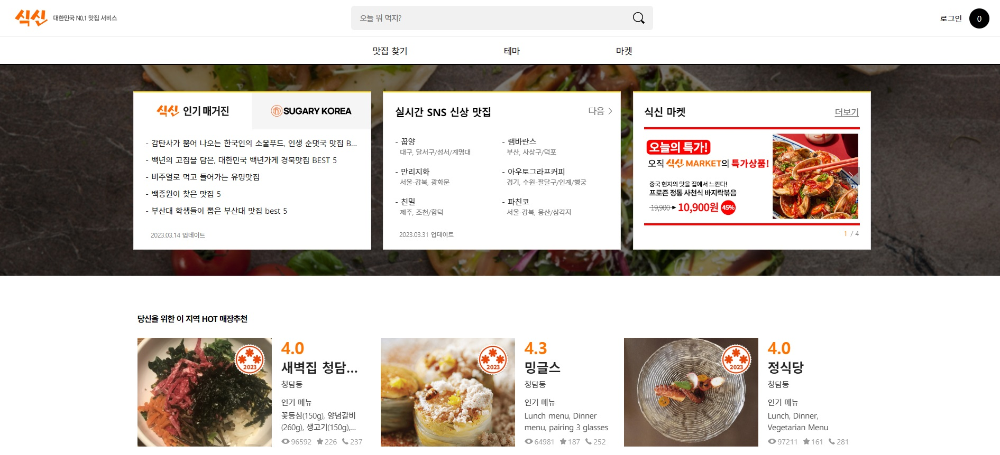 식신 대한민국 NO.1 맛집 서비스
오늘 뭐 먹지?
로그인 0
맛집 찾기 테마 마켓
식신 인기 매거진
SUGARY KOREA
- 감탄사가 뿜어 나오는 한국인의 소울푸드, 인생 순댓국 맛집 B...
- 백년의 고집을 담은, 대한민국 백년가게 경북맛집 BEST 5
- 비주얼로 먹고 들어가는 유명맛집
- 백종원이 찾은 맛집 5
- 부산대 학생들이 뽑은 부산대 맛집 best 5
2023.03.14 업데이트
실시간 SNS 신상 맛집 다음 >
- 꼽양
대구, 달서구/성서/계명대
- 램바란스
부산, 사상구/덕포
- 만리지화
서울-강북, 광화문
- 아우토그라프커피
경기, 수원-팔달구/인계/행궁
- 친밀
제주, 조천/함덕
- 파친코
서울-강북, 용산/삼각지
2023.03.31 업데이트
식신 마켓 더보기
오늘의 특가!
오직 식신 MARKET의 특가상품!
중국 현지의 맛을 집에서 느낀다!
프로즌 정통 사천식 바지락볶음
19,900 10,900원 45%
1 / 4
당신을 위한 이 지역 HOT 매장추천
2023
4.0
새벽집 청담...
청담동
인기 메뉴
꽃등심(150g), 양념갈비
(260g), 생고기(150g),...
96592 226 237
2023
4.3
밍글스
청담동
인기 메뉴
Lunch menu, Dinner
menu, pairing 3 glasses
64981 187 252
2023
4.0
정식당
청담동
인기 메뉴
Lunch, Dinner,
Vegetarian Menu
97211 161 281